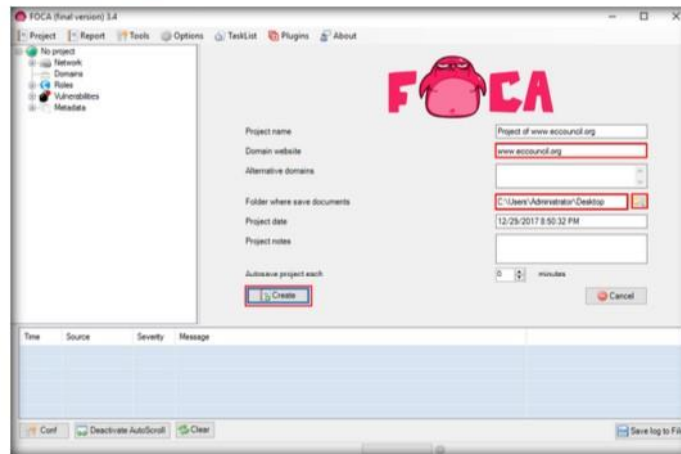 FOCA (final version) 3.4
Project Report Tools Options TaskList Plugins About
No project
Network
Domains
Roles
Vulnerabilities
Metadata
FOCA
Project name Project of www.eccouncil.org
Domain website www.eccouncil.org
Alternative domains
Folder where save documents C:\Users\Administrator\Desktop
Project date 12/29/2017 8:50:32 PM
Project notes
Autosave project each 0 minutes
Create Cancel
Time Source Severity Message
Conf Deactivate AutoScroll Clear Save log to File